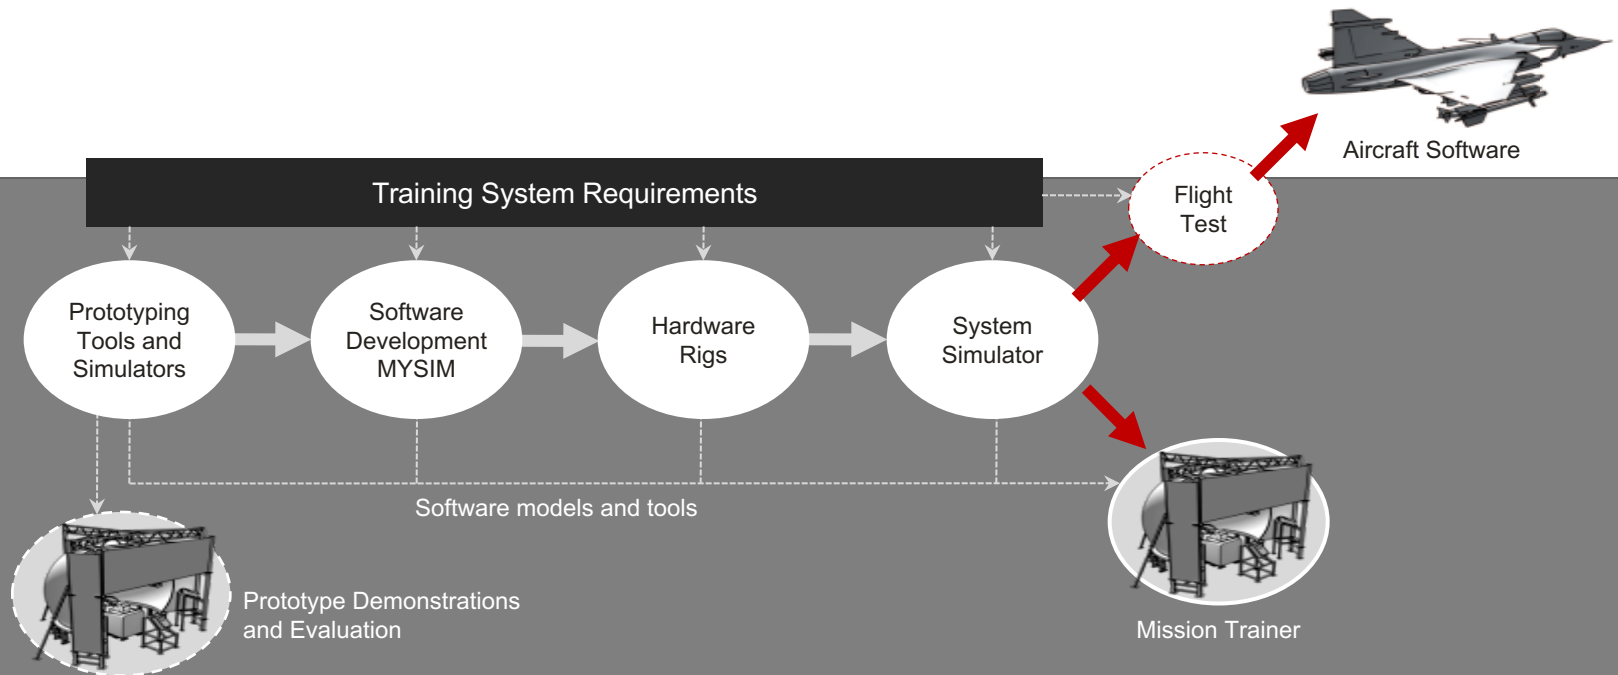 Aircraft Software
Training System Requirements
Flight
Test
Prototyping
Tools and
Simulators
Software
Development
MYSIM
Hardware
Rigs
System
Simulator
Software models and tools
Prototype Demonstrations
and Evaluation
Mission Trainer